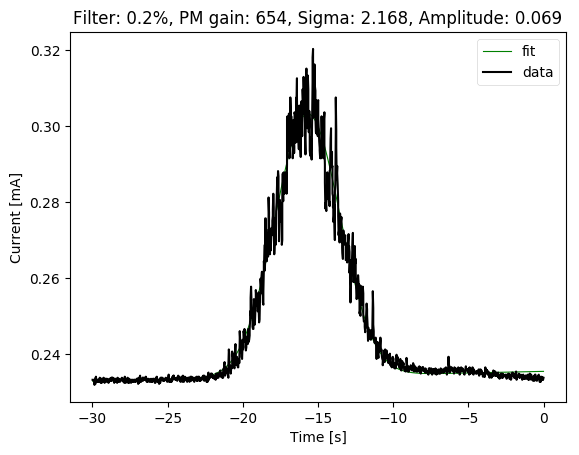 Filter: 0.2%, PM gain: 654, Sigma: 2.168, Amplitude: 0.069
fit
data
0.32
0.30
0.28
0.26
0.24
Current [mA]
−30
−25
−20
−15
−10
−5
0
Time [s]